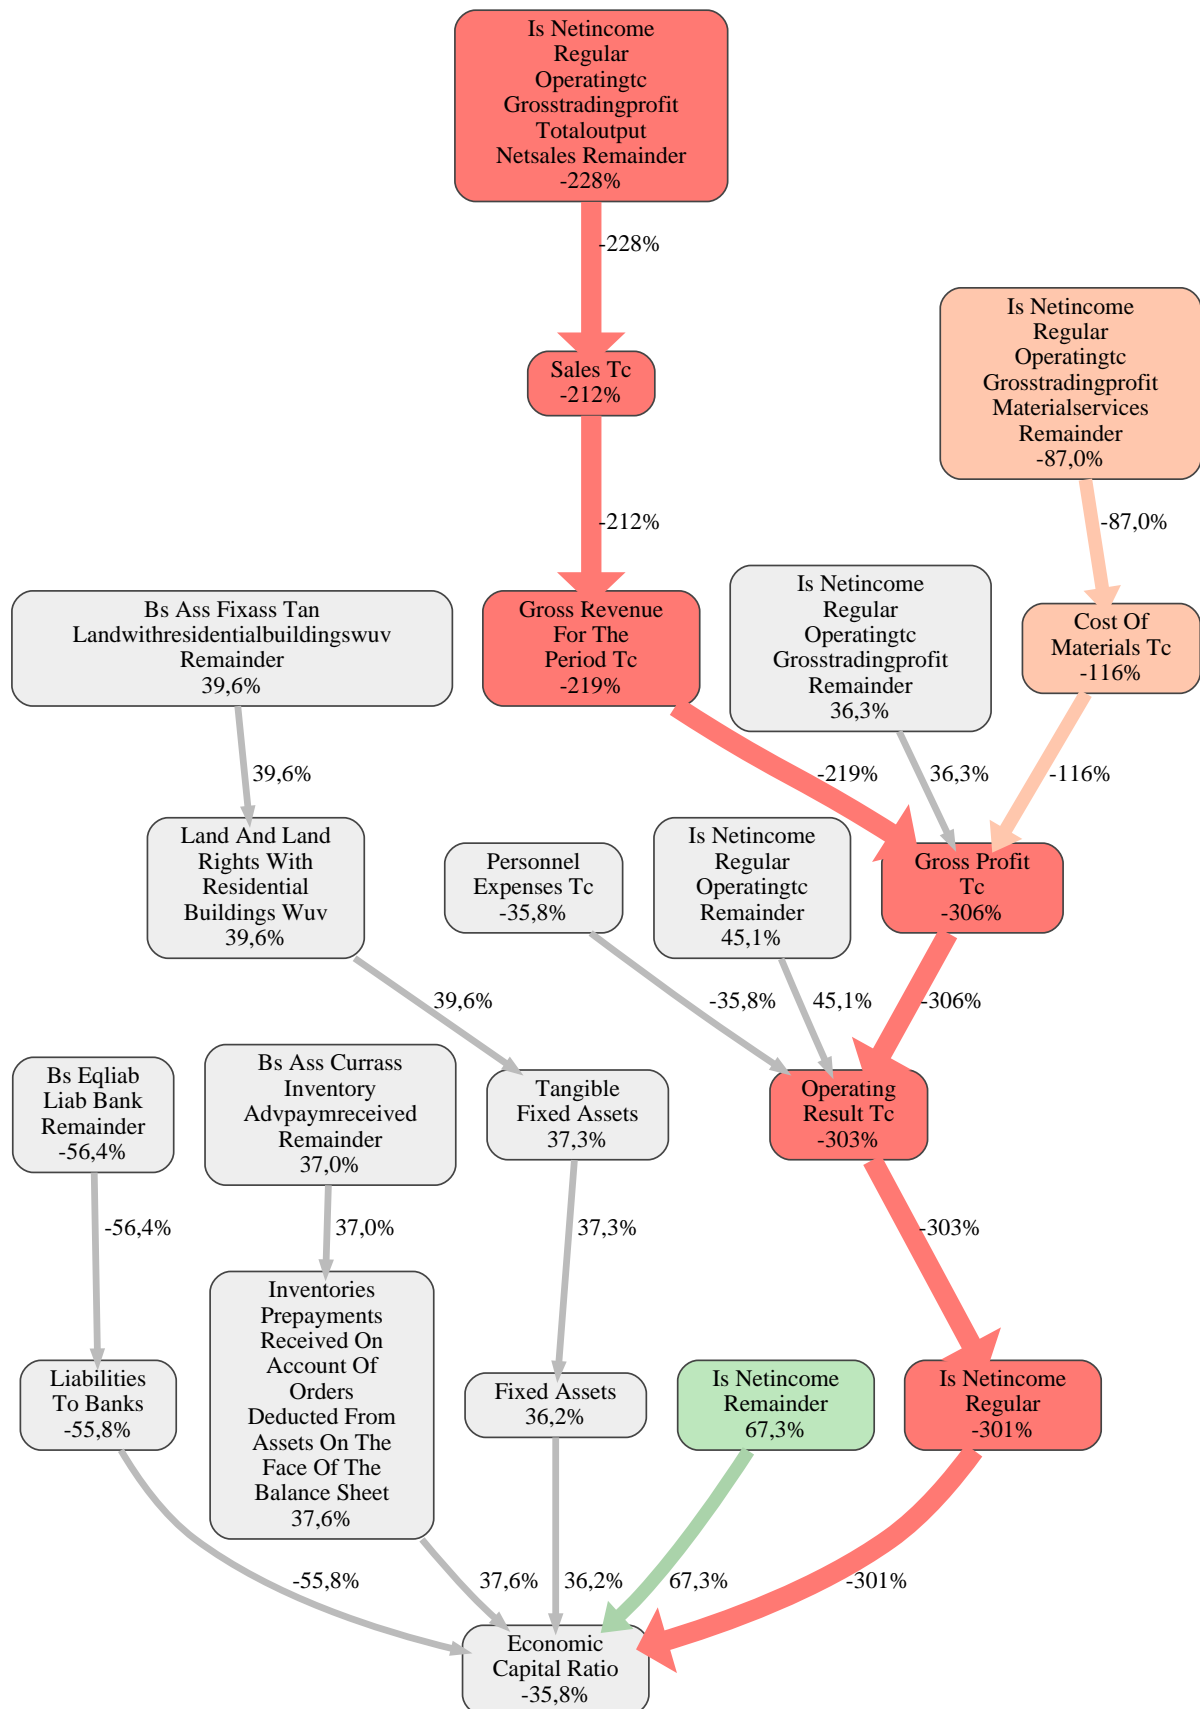 Is Netincome
Regular
Operatingtc
Grosstradingprofit
Totaloutput
Netsales Remainder
-228%
-228%
Is Netincome
Regular
Operatingtc
Grosstradingprofit
Materialservices
Remainder
-87,0%
Sales Tc
-212%
-212%
-87,0%
Bs Ass Fixass Tan
Landwithresidentialbuildingswuv
Remainder
39,6%
Gross Revenue
For The
Period Tc
-219%
Is Netincome
Regular
Operatingtc
Grosstradingprofit
Remainder
36,3%
Cost Of
Materials Tc
-116%
39,6%
-219%
36,3%
-116%
Land And Land
Rights With
Residential
Buildings Wuv
39,6%
Personnel
Expenses Tc
-35,8%
Is Netincome
Regular
Operatingtc
Remainder
45,1%
Gross Profit
Tc
-306%
39,6%
-35,8%
45,1%
-306%
Bs Eqliab
Liab Bank
Remainder
-56,4%
Bs Ass Currass
Inventory
Advpaymreceived
Remainder
37,0%
Tangible
Fixed Assets
37,3%
Operating
Result Tc
-303%
-56,4%
37,0%
37,3%
-303%
Liabilities
To Banks
-55,8%
Inventories
Prepayments
Received On
Account Of
Orders
Deducted From
Assets On The
Face Of The
Balance Sheet
37,6%
Fixed Assets
36,2%
Is Netincome
Remainder
67,3%
Is Netincome
Regular
-301%
-55,8%
37,6%
36,2%
67,3%
-301%
Economic
Capital Ratio
-35,8%